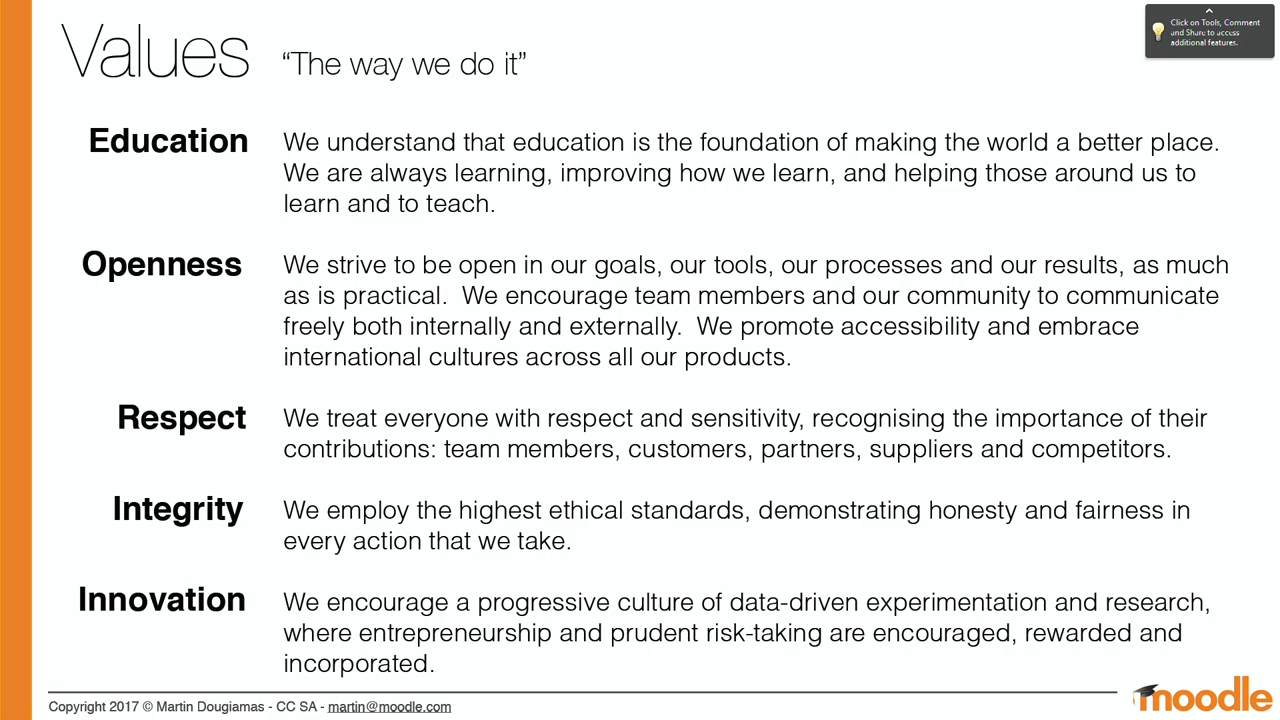 Values “The way we do it”
Click on Tools, Comment
and Share to access
additional features.
Education
We understand that education is the foundation of making the world a better place.
We are always learning, improving how we learn, and helping those around us to
learn and to teach.
Openness
We strive to be open in our goals, our tools, our processes and our results, as much
as is practical.  We encourage team members and our community to communicate
freely both internally and externally.  We promote accessibility and embrace
international cultures across all our products.
Respect
We treat everyone with respect and sensitivity, recognising the importance of their
contributions: team members, customers, partners, suppliers and competitors.
Integrity
We employ the highest ethical standards, demonstrating honesty and fairness in
every action that we take.
Innovation
We encourage a progressive culture of data-driven experimentation and research,
where entrepreneurship and prudent risk-taking are encouraged, rewarded and
incorporated.
Copyright 2017 © Martin Dougiamas - CC SA - martin@moodle.com
moodle